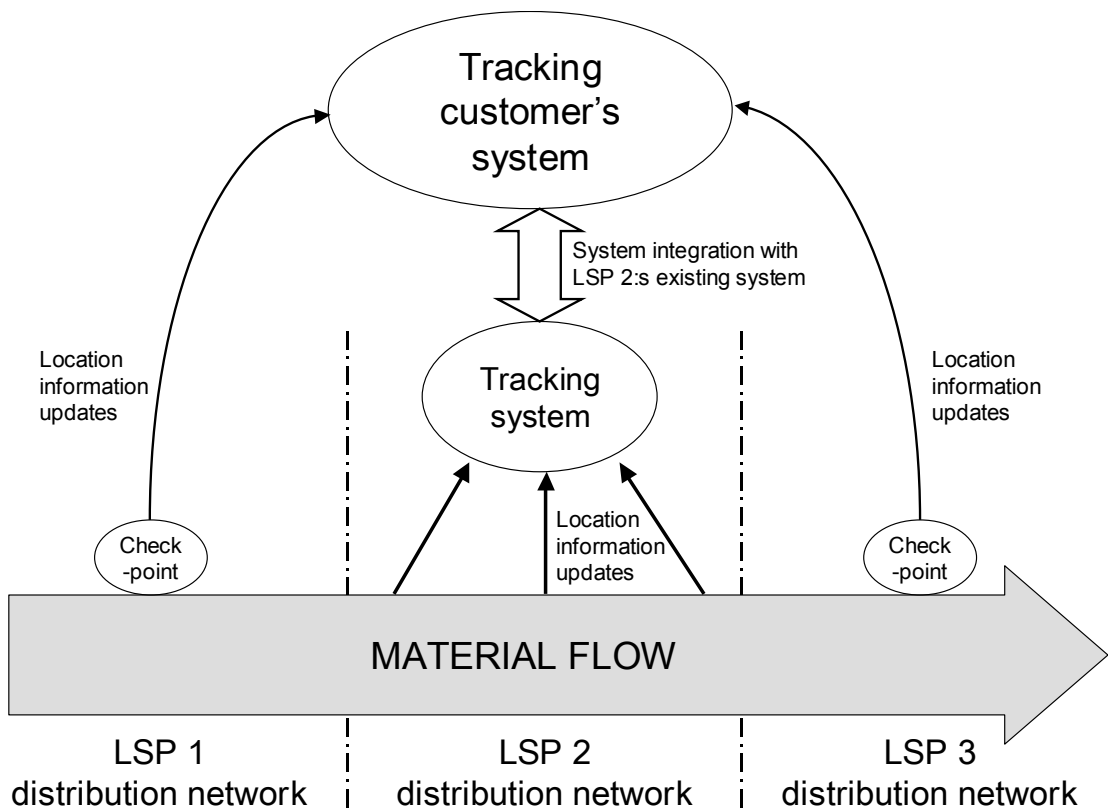 Tracking
customer's
system
System integration with
LSP 2:s existing system
Location
information
updates
Tracking
system
Location
information
updates
Location
information
updates
Check
-point
Check
-point
MATERIAL FLOW
LSP 1
distribution network
LSP 2
distribution network
LSP 3
distribution network